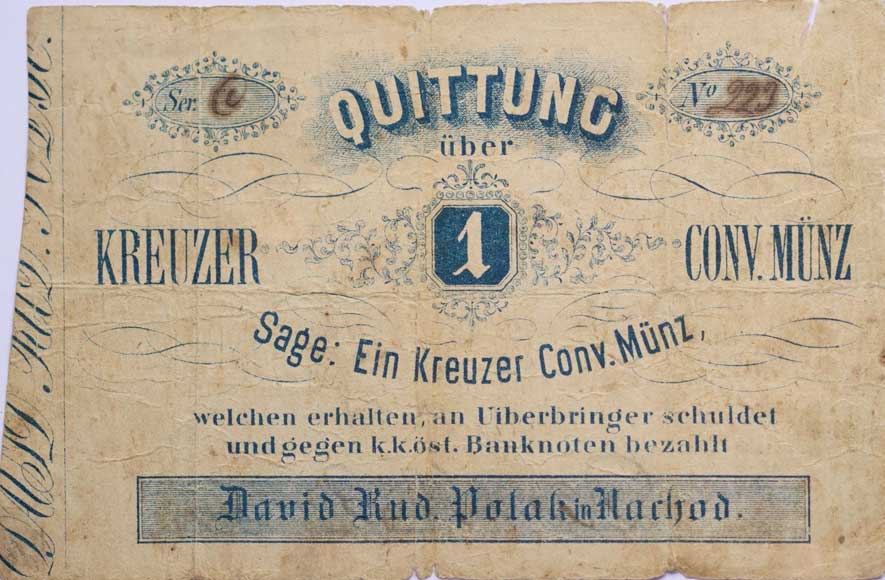 Ser. C
QUITTUNG
No 223
über
KREUZER
1
CONV. MÜNZ
Sage: Ein Kreuzer Conv. Münz,
welchen erhalten, an Uiberbringer schuldet
und gegen k.k.öst. Banknoten bezahlt
David Rud. Polak in Nachod.